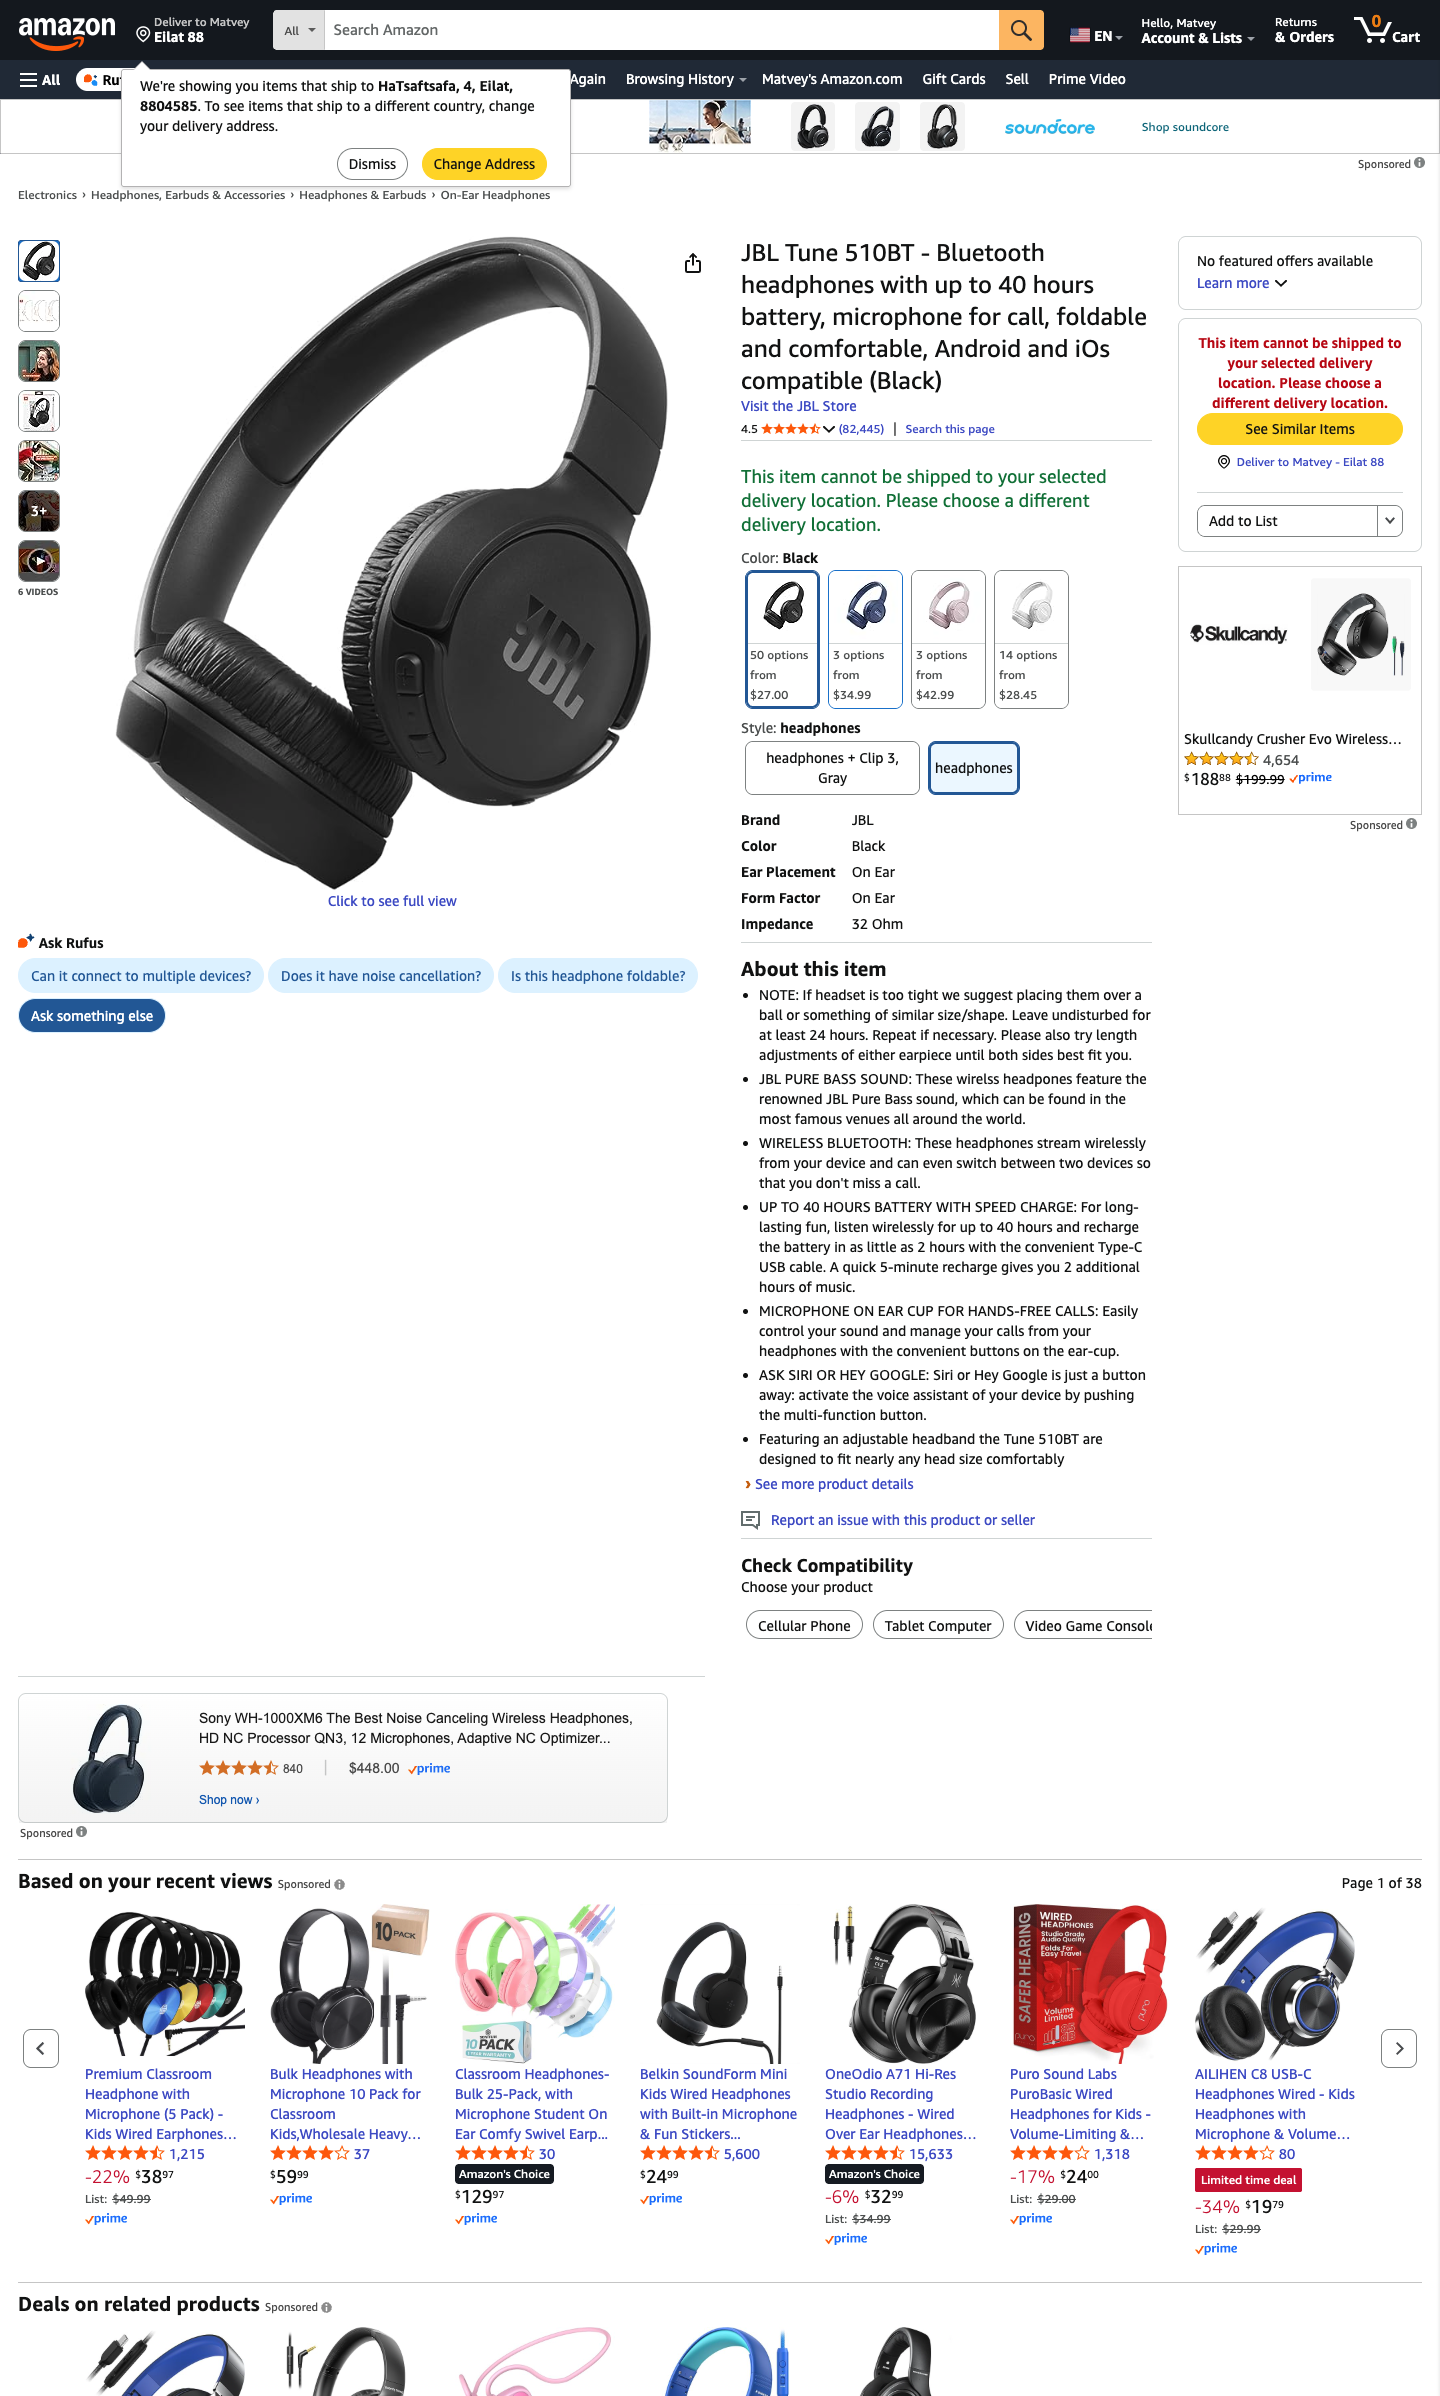 amazon
Deliver to Matvey
Eilat 88
All
Search Amazon
EN
Hello, Matvey
Account & Lists
Returns
& Orders
0
Cart
All
Again
Browsing History
Matvey's Amazon.com
Gift Cards
Sell
Prime Video
We're showing you items that ship to HaTsaftsafa, 4, Eilat,
8804585. To see items that ship to a different country, change
your delivery address.
Dismiss
Change Address
soundcore
Shop soundcore
Sponsored
Electronics › Headphones, Earbuds & Accessories › Headphones & Earbuds › On-Ear Headphones
3+
6 VIDEOS
JBL
Click to see full view
Ask Rufus
Can it connect to multiple devices?
Does it have noise cancellation?
Is this headphone foldable?
Ask something else
JBL Tune 510BT - Bluetooth
headphones with up to 40 hours
battery, microphone for call, foldable
and comfortable, Android and iOs
compatible (Black)
Visit the JBL Store
4.5 (82,445) | Search this page
This item cannot be shipped to your selected
delivery location. Please choose a different
delivery location.
Color: Black
50 options
from
$27.00
3 options
from
$34.99
3 options
from
$42.99
14 options
from
$28.45
Style: headphones
headphones + Clip 3,
Gray
headphones
Brand JBL
Color Black
Ear Placement On Ear
Form Factor On Ear
Impedance 32 Ohm
About this item
• NOTE: If headset is too tight we suggest placing them over a
ball or something of similar size/shape. Leave undisturbed for
at least 24 hours. Repeat if necessary. Please also try length
adjustments of either earpiece until both sides best fit you.
• JBL PURE BASS SOUND: These wirelss headpones feature the
renowned JBL Pure Bass sound, which can be found in the
most famous venues all around the world.
• WIRELESS BLUETOOTH: These headphones stream wirelessly
from your device and can even switch between two devices so
that you don't miss a call.
• UP TO 40 HOURS BATTERY WITH SPEED CHARGE: For long-
lasting fun, listen wirelessly for up to 40 hours and recharge
the battery in as little as 2 hours with the convenient Type-C
USB cable. A quick 5-minute recharge gives you 2 additional
hours of music.
• MICROPHONE ON EAR CUP FOR HANDS-FREE CALLS: Easily
control your sound and manage your calls from your
headphones with the convenient buttons on the ear-cup.
• ASK SIRI OR HEY GOOGLE: Siri or Hey Google is just a button
away: activate the voice assistant of your device by pushing
the multi-function button.
• Featuring an adjustable headband the Tune 510BT are
designed to fit nearly any head size comfortably
› See more product details
Report an issue with this product or seller
Check Compatibility
Choose your product
Cellular Phone
Tablet Computer
Video Game Console
No featured offers available
Learn more
This item cannot be shipped to
your selected delivery
location. Please choose a
different delivery location.
See Similar Items
Deliver to Matvey - Eilat 88
Add to List
Skullcandy
Skullcandy Crusher Evo Wireless...
4,654
$188.88 $199.99 prime
Sponsored
Sony WH-1000XM6 The Best Noise Canceling Wireless Headphones,
HD NC Processor QN3, 12 Microphones, Adaptive NC Optimizer...
840 | $448.00 prime
Shop now ›
Sponsored
Based on your recent views Sponsored
Page 1 of 38
Premium Classroom
Headphone with
Microphone (5 Pack) -
Kids Wired Earphones...
1,215
-22% $38.97
List: $49.99
prime
10 PACK
Bulk Headphones with
Microphone 10 Pack for
Classroom
Kids,Wholesale Heavy...
37
$59.99
prime
10 PACK
Classroom Headphones-
Bulk 25-Pack, with
Microphone Student On
Ear Comfy Swivel Earp...
30
Amazon's Choice
$129.97
prime
Belkin SoundForm Mini
Kids Wired Headphones
with Built-in Microphone
& Fun Stickers...
5,600
$24.99
prime
OneOdio A71 Hi-Res
Studio Recording
Headphones - Wired
Over Ear Headphones...
15,633
Amazon's Choice
-6% $32.99
List: $34.99
prime
SAFER HEARING
WIRED
HEADPHONES
Studio Grade
Audio Quality
Folds For
Easy Travel
Volume
Limited
puro
Puro Sound Labs
PuroBasic Wired
Headphones for Kids -
Volume-Limiting &...
1,318
-17% $24.00
List: $29.00
prime
AILIHEN C8 USB-C
Headphones Wired - Kids
Headphones with
Microphone & Volume...
80
Limited time deal
-34% $19.79
List: $29.99
prime
Deals on related products Sponsored